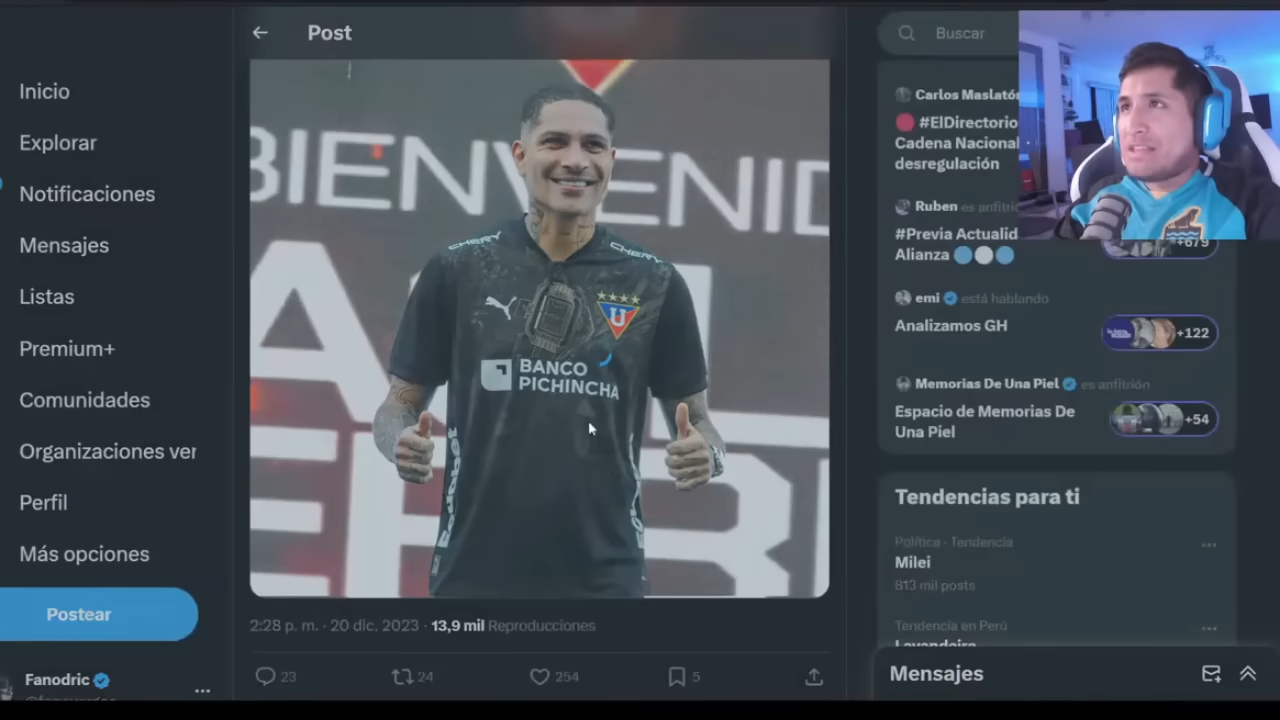 Post
Buscar
Inicio
Explorar
Notificaciones
Mensajes
Listas
Premium+
Comunidades
Organizaciones ver
Perfil
Más opciones
Postear
Fanodric
BIENVENID
CHERY
CHERY
U
BANCO
PICHINCHA
2:28 p. m. · 20 dic. 2023 · 13,9 mil Reproducciones
23
24
254
5
Carlos Maslatón
#ElDirectorio
Cadena Nacional
desregulación
Ruben es anfitrió
#Previa Actualid
Alianza
+679
emi está hablando
Analizamos GH
+122
Memorias De Una Piel es anfitrión
Espacio de Memorias De
Una Piel
+54
Tendencias para ti
Política · Tendencia
Milei
813 mil posts
Tendencia en Perú
Lavandeira
Mensajes